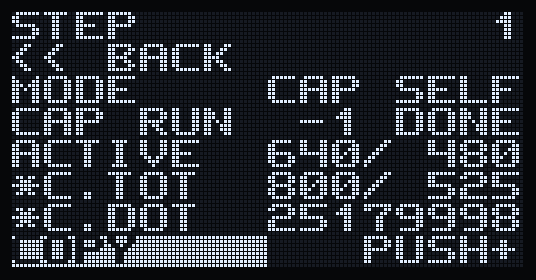 STEP 1
<< BACK
MODE CAP SELF
CAP RUN -1 DONE
ACTIVE 640/ 480
*C.TOT 800/ 525
*C.DOT 25179998
PUSH+